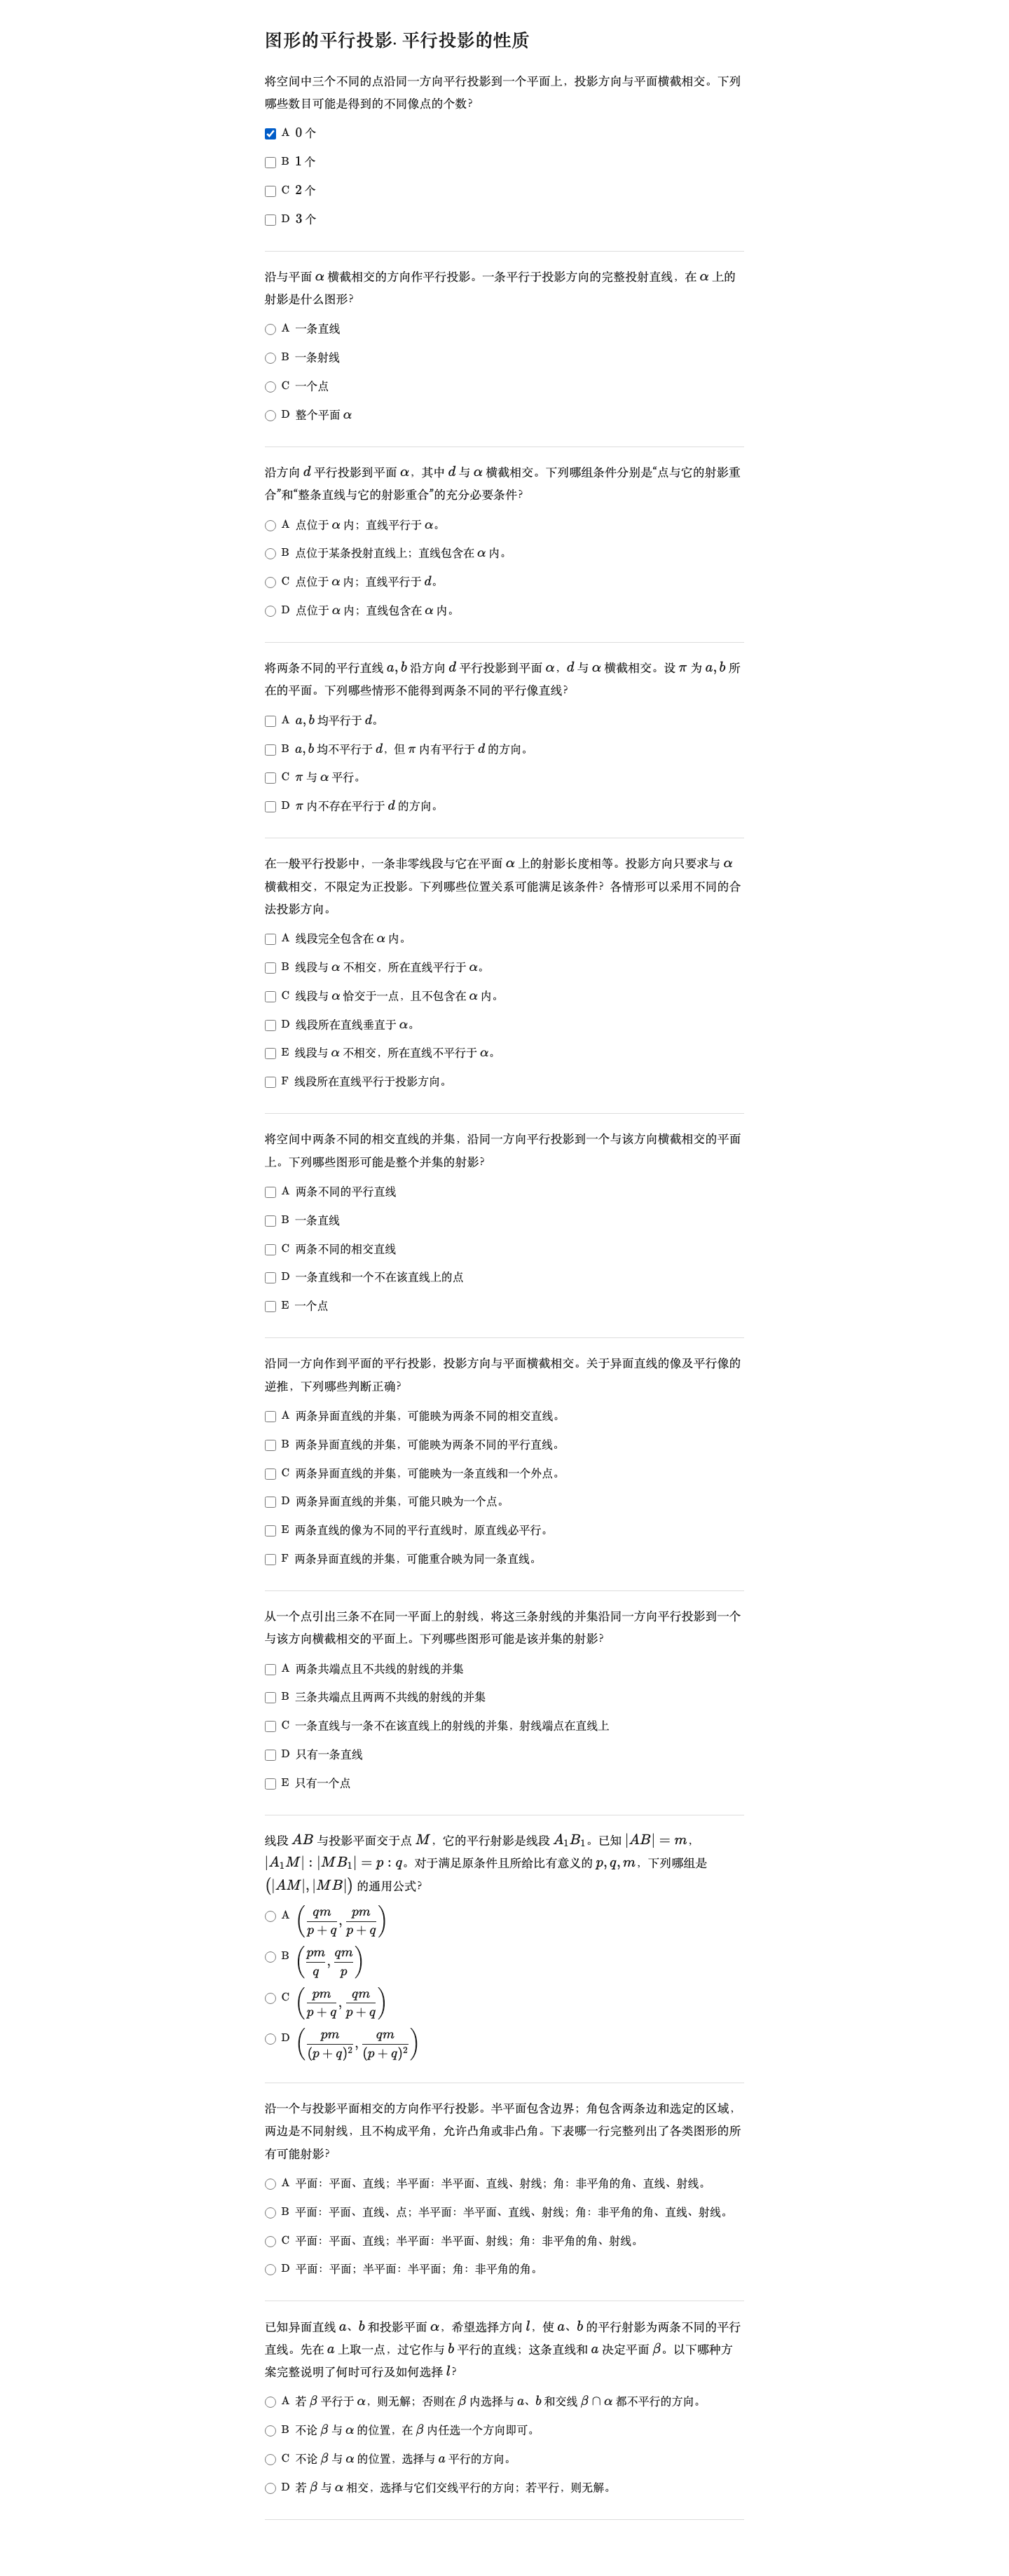 图形的平行投影. 平行投影的性质
将空间中三个不同的点沿同一方向平行投影到一个平面上，投影方向与平面横截相交。下列
哪些数目可能是得到的不同像点的个数?
A 0 个
B 1 个
C 2 个
D 3 个
沿与平面 α 横截相交的方向作平行投影。一条平行于投影方向的完整投射直线，在 α 上的
射影是什么图形?
A 一条直线
B 一条射线
C 一个点
D 整个平面 α
沿方向 d 平行投影到平面 α，其中 d 与 α 横截相交。下列哪组条件分别是“点与它的射影重
合”和“整条直线与它的射影重合”的充分必要条件?
A 点位于 α 内；直线平行于 α。
B 点位于某条投射直线上；直线包含在 α 内。
C 点位于 α 内；直线平行于 d。
D 点位于 α 内；直线包含在 α 内。
将两条不同的平行直线 a, b 沿方向 d 平行投影到平面 α，d 与 α 横截相交。设 π 为 a, b 所
在的平面。下列哪些情形不能得到两条不同的平行像直线?
A a, b 均平行于 d。
B a, b 均不平行于 d，但 π 内有平行于 d 的方向。
C π 与 α 平行。
D π 内不存在平行于 d 的方向。
在一般平行投影中，一条非零线段与它在平面 α 上的射影长度相等。投影方向只要求与 α
横截相交，不限定为正投影。下列哪些位置关系可能满足该条件? 各情形可以采用不同的合
法投影方向。
A 线段完全包含在 α 内。
B 线段与 α 不相交，所在直线平行于 α。
C 线段与 α 恰交于一点，且不包含在 α 内。
D 线段所在直线垂直于 α。
E 线段与 α 不相交，所在直线不平行于 α。
F 线段所在直线平行于投影方向。
将空间中两条不同的相交直线的并集，沿同一方向平行投影到一个与该方向横截相交的平面
上。下列哪些图形可能是整个并集的射影?
A 两条不同的平行直线
B 一条直线
C 两条不同的相交直线
D 一条直线和一个不在该直线上的点
E 一个点
沿同一方向作到平面的平行投影，投影方向与平面横截相交。关于异面直线的像及平行像的
逆推，下列哪些判断正确?
A 两条异面直线的并集，可能映为两条不同的相交直线。
B 两条异面直线的并集，可能映为两条不同的平行直线。
C 两条异面直线的并集，可能映为一条直线和一个外点。
D 两条异面直线的并集，可能只映为一个点。
E 两条直线的像为不同的平行直线时，原直线必平行。
F 两条异面直线的并集，可能重合映为同一条直线。
从一个点引出三条不在同一平面上的射线，将这三条射线的并集沿同一方向平行投影到一个
与该方向横截相交的平面上。下列哪些图形可能是该并集的射影?
A 两条共端点且不共线的射线的并集
B 三条共端点且两两不共线的射线的并集
C 一条直线与一条不在该直线上的射线的并集，射线端点在直线上
D 只有一条直线
E 只有一个点
线段 AB 与投影平面交于点 M，它的平行射影是线段 A₁B₁。已知 |AB| = m，
|A₁M| : |MB₁| = p : q。对于满足原条件且所给比有意义的 p, q, m，下列哪组是
(|AM|, |MB|) 的通用公式?
A (qm/(p + q), pm/(p + q))
B (pm/q, qm/p)
C (pm/(p + q), qm/(p + q))
D (pm/(p + q)², qm/(p + q)²)
沿一个与投影平面相交的方向作平行投影。半平面包含边界；角包含两条边和选定的区域，
两边是不同射线，且不构成平角，允许凸角或非凸角。下表哪一行完整列出了各类图形的所
有可能射影?
A 平面：平面、直线；半平面：半平面、直线、射线；角：非平角的角、直线、射线。
B 平面：平面、直线、点；半平面：半平面、直线、射线；角：非平角的角、直线、射线。
C 平面：平面、直线；半平面：半平面、射线；角：非平角的角、射线。
D 平面：平面；半平面：半平面；角：非平角的角。
已知异面直线 a、b 和投影平面 α，希望选择方向 l，使 a、b 的平行射影为两条不同的平行
直线。先在 a 上取一点，过它作与 b 平行的直线；这条直线和 a 决定平面 β。以下哪种方
案完整说明了何时可行及如何选择 l?
A 若 β 平行于 α，则无解；否则在 β 内选择与 a、b 和交线 β ∩ α 都不平行的方向。
B 不论 β 与 α 的位置，在 β 内任选一个方向即可。
C 不论 β 与 α 的位置，选择与 a 平行的方向。
D 若 β 与 α 相交，选择与它们交线平行的方向；若平行，则无解。